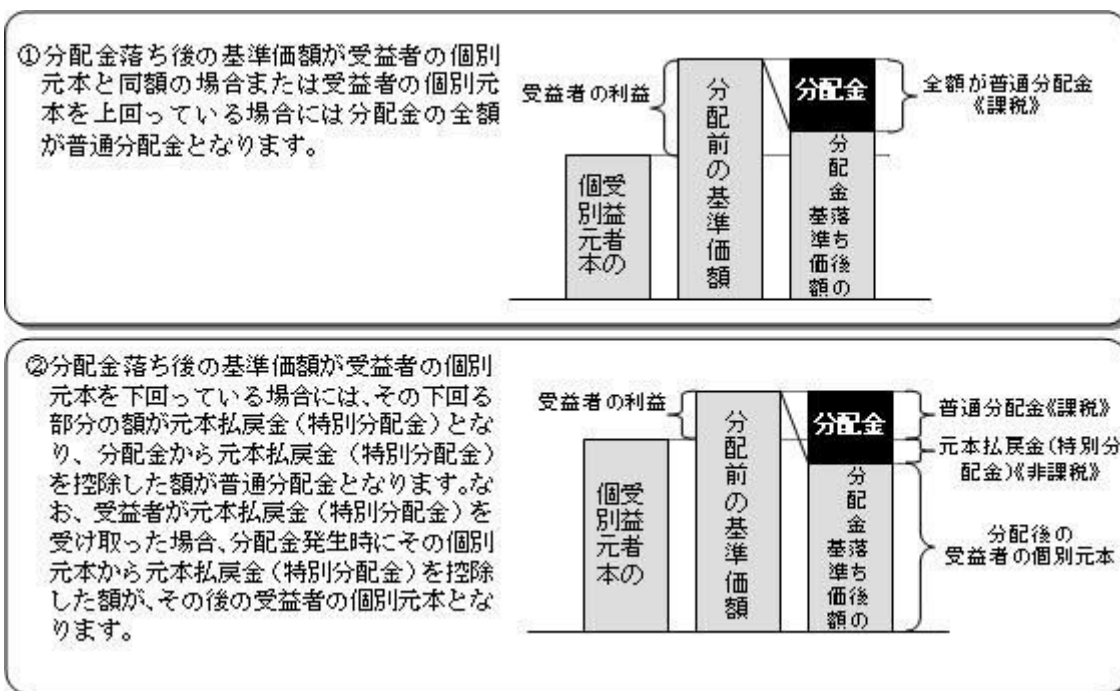 ①分配金落ち後の基準価額が受益者の個別
元本と同額の場合または受益者の個別元
本を上回っている場合には分配金の全額
が普通分配金となります。
受益者の利益
個別元本
受益者の
分配前の基準価額
分配金
分配金落ち後の
基準価額
全額が普通分配金
《課税》
②分配金落ち後の基準価額が受益者の個別
元本を下回っている場合には、その下回る
部分の額が元本払戻金(特別分配金)とな
り、分配金から元本払戻金(特別分配金)
を控除した額が普通分配金となります。な
お、受益者が元本払戻金(特別分配金)を
受け取った場合、分配金発生時にその個別
元本から元本払戻金(特別分配金)を控除
した額が、その後の受益者の個別元本とな
ります。
受益者の利益
受益者の
個別元本
分配前の基準価額
分配金
分配金落ち後の
基準価額
普通分配金《課税》
元本払戻金(特別分
配金)《非課税》
分配後の
受益者の個別元本